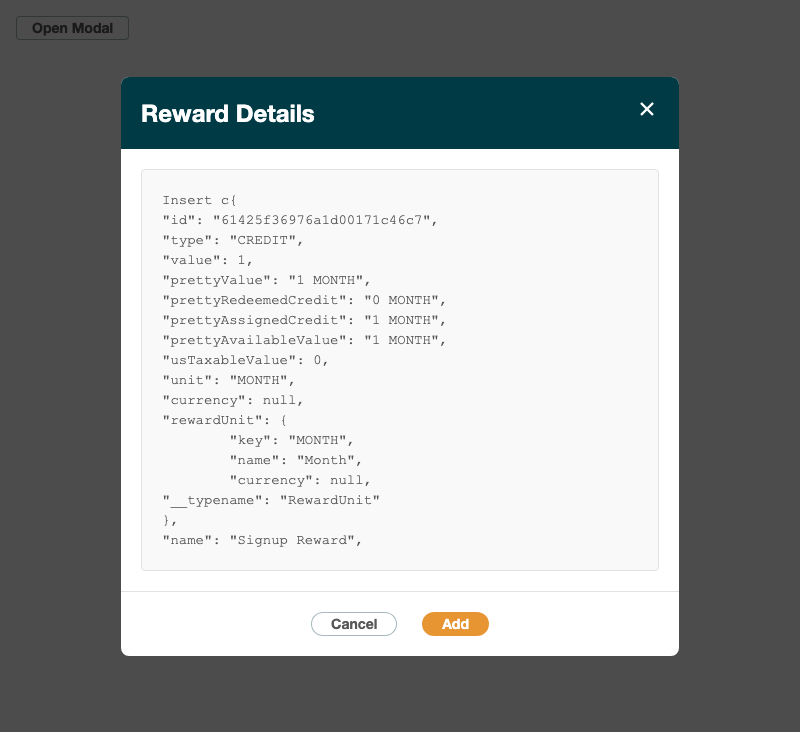 Open Modal
Reward Details
Insert c{
"id": "61425f36976a1d00171c46c7",
"type": "CREDIT",
"value": 1,
"prettyValue": "1 MONTH",
"prettyRedeemedCredit": "0 MONTH",
"prettyAssignedCredit": "1 MONTH",
"prettyAvailableValue": "1 MONTH",
"usTaxableValue": 0,
"unit": "MONTH",
"currency": null,
"rewardUnit": {
        "key": "MONTH",
        "name": "Month",
        "currency": null,
"__typename": "RewardUnit"
},
"name": "Signup Reward",
Cancel Add